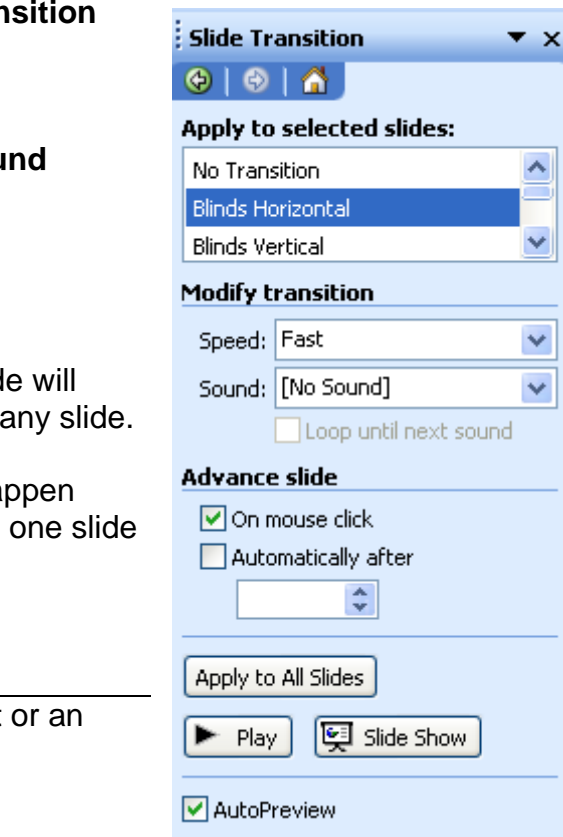 nsition
und
de will
any slide.
appen
one slide
t or an
Slide Transition
Apply to selected slides:
No Transition
Blinds Horizontal
Blinds Vertical
Modify transition
Speed: Fast
Sound: [No Sound]
Loop until next sound
Advance slide
On mouse click
Automatically after
Apply to All Slides
Play Slide Show
AutoPreview